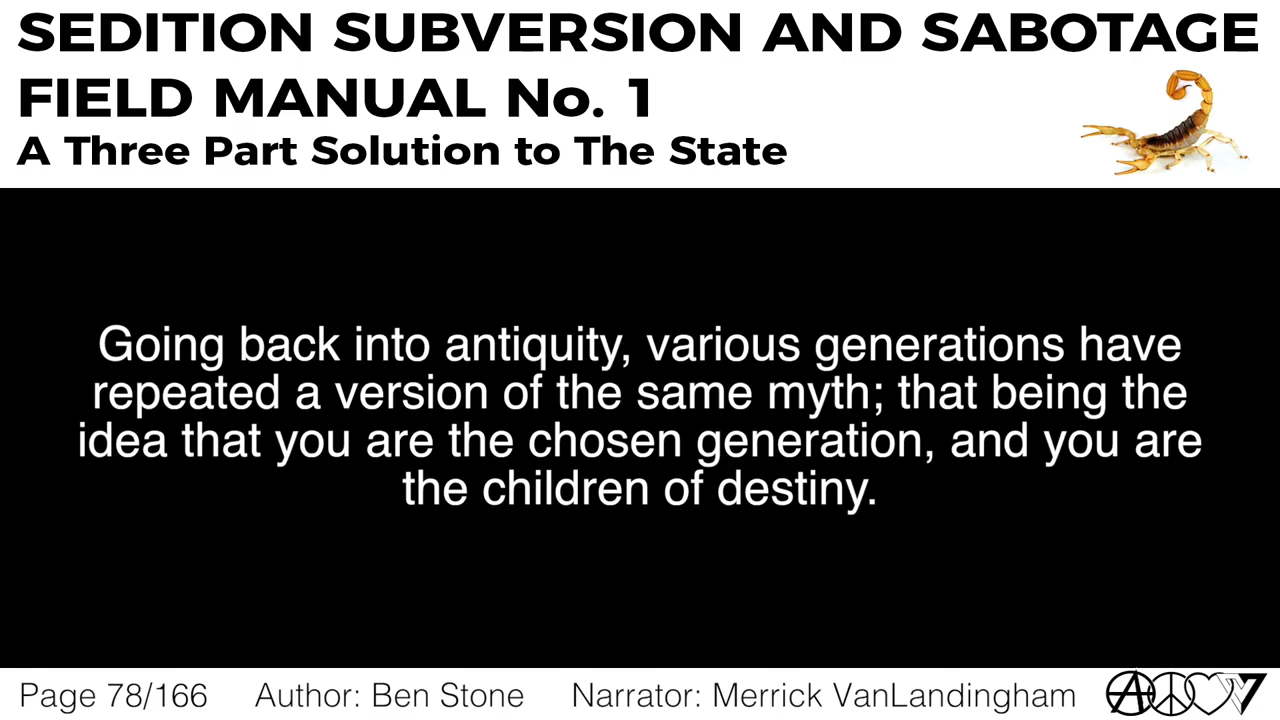 SEDITION SUBVERSION AND SABOTAGE
FIELD MANUAL No. 1
A Three Part Solution to The State
Going back into antiquity, various generations have
repeated a version of the same myth; that being the
idea that you are the chosen generation, and you are
the children of destiny.
Page 78/166 Author: Ben Stone Narrator: Merrick VanLandingham